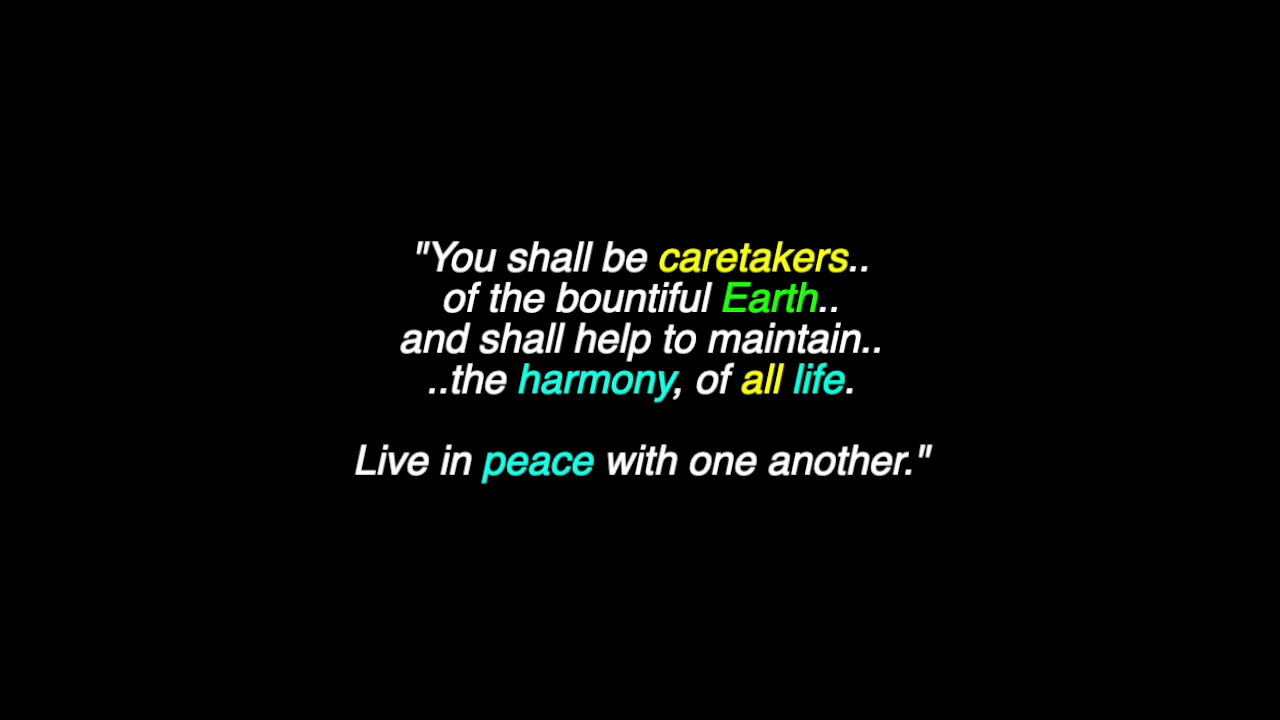 "You shall be caretakers..
of the bountiful Earth..
and shall help to maintain..
..the harmony, of all life.
Live in peace with one another."